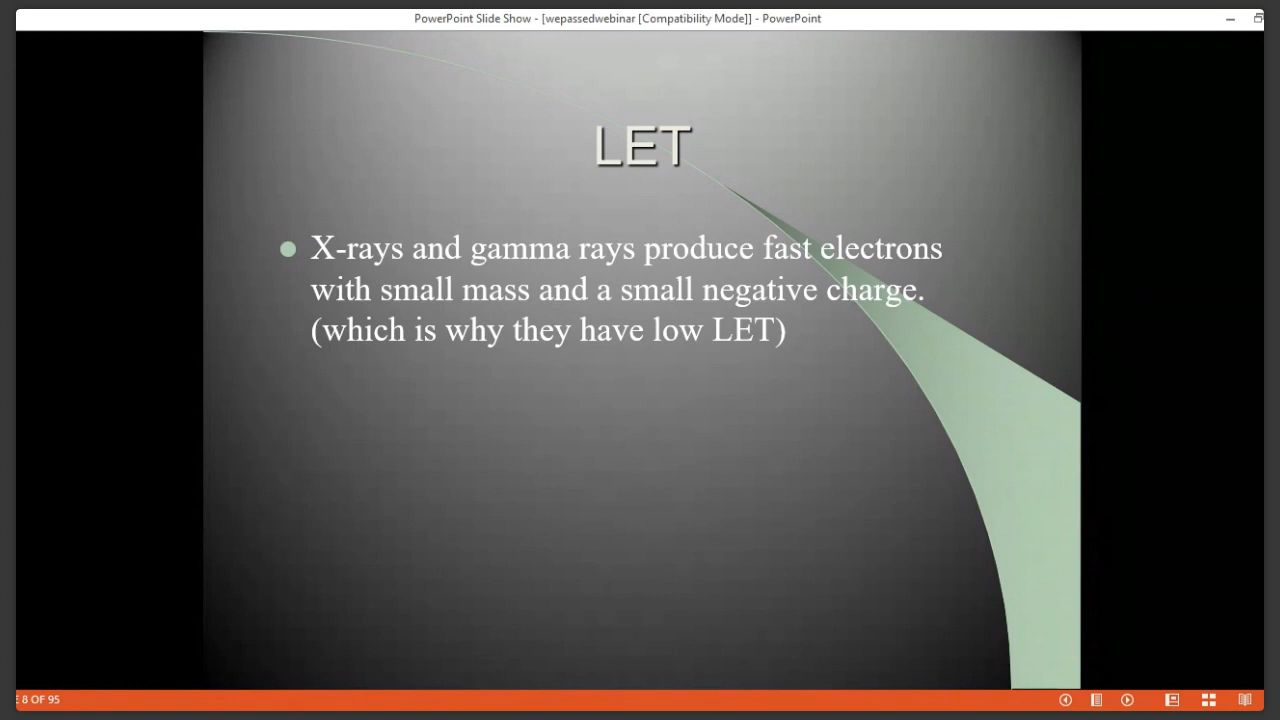 PowerPoint Slide Show - [wepassedwebinar [Compatibility Mode]] - PowerPoint
LET
X-rays and gamma rays produce fast electrons
with small mass and a small negative charge.
(which is why they have low LET)
E 8 OF 95